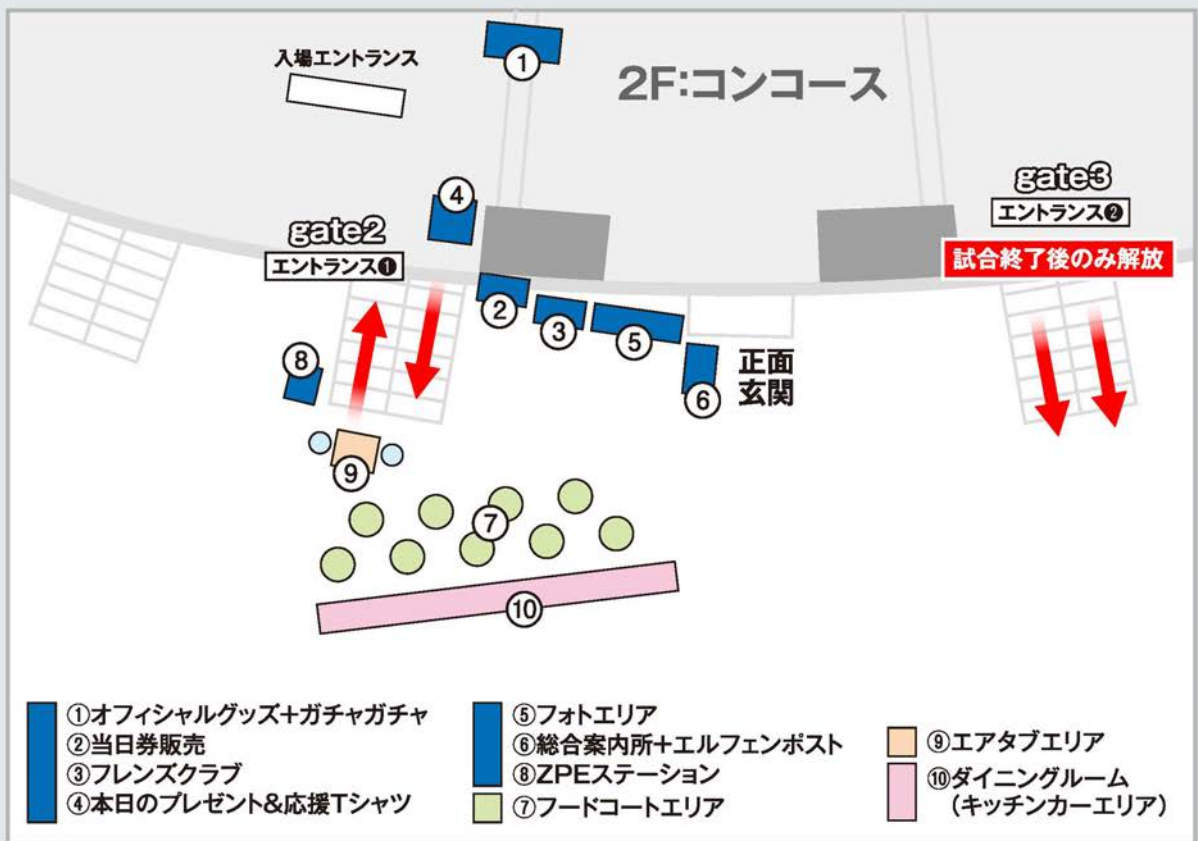 入場エントランス
①
2F:コンコース
④
gate2
エントランス❶
gate3
エントランス❷
試合終了後のみ解放
②
③
⑤
⑧
⑥
正面
玄関
⑨
⑦
⑩
①オフィシャルグッズ+ガチャガチャ
②当日券販売
③フレンズクラブ
④本日のプレゼント&応援Tシャツ
⑤フォトエリア
⑥総合案内所+エルフェンポスト
⑧ZPEステーション
⑦フードコートエリア
⑨エアタブエリア
⑩ダイニングルーム
(キッチンカーエリア)